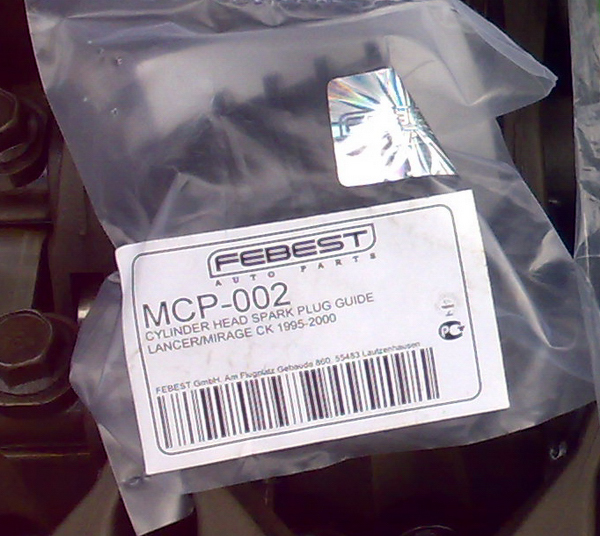 FEBEST
AUTO PARTS
MCP-002
CYLINDER HEAD SPARK PLUG GUIDE
LANCER/MIRAGE CK 1995-2000
FEBEST GmbH, Am Flugplatz Gebaude 860, 55483 Lautzenhausen